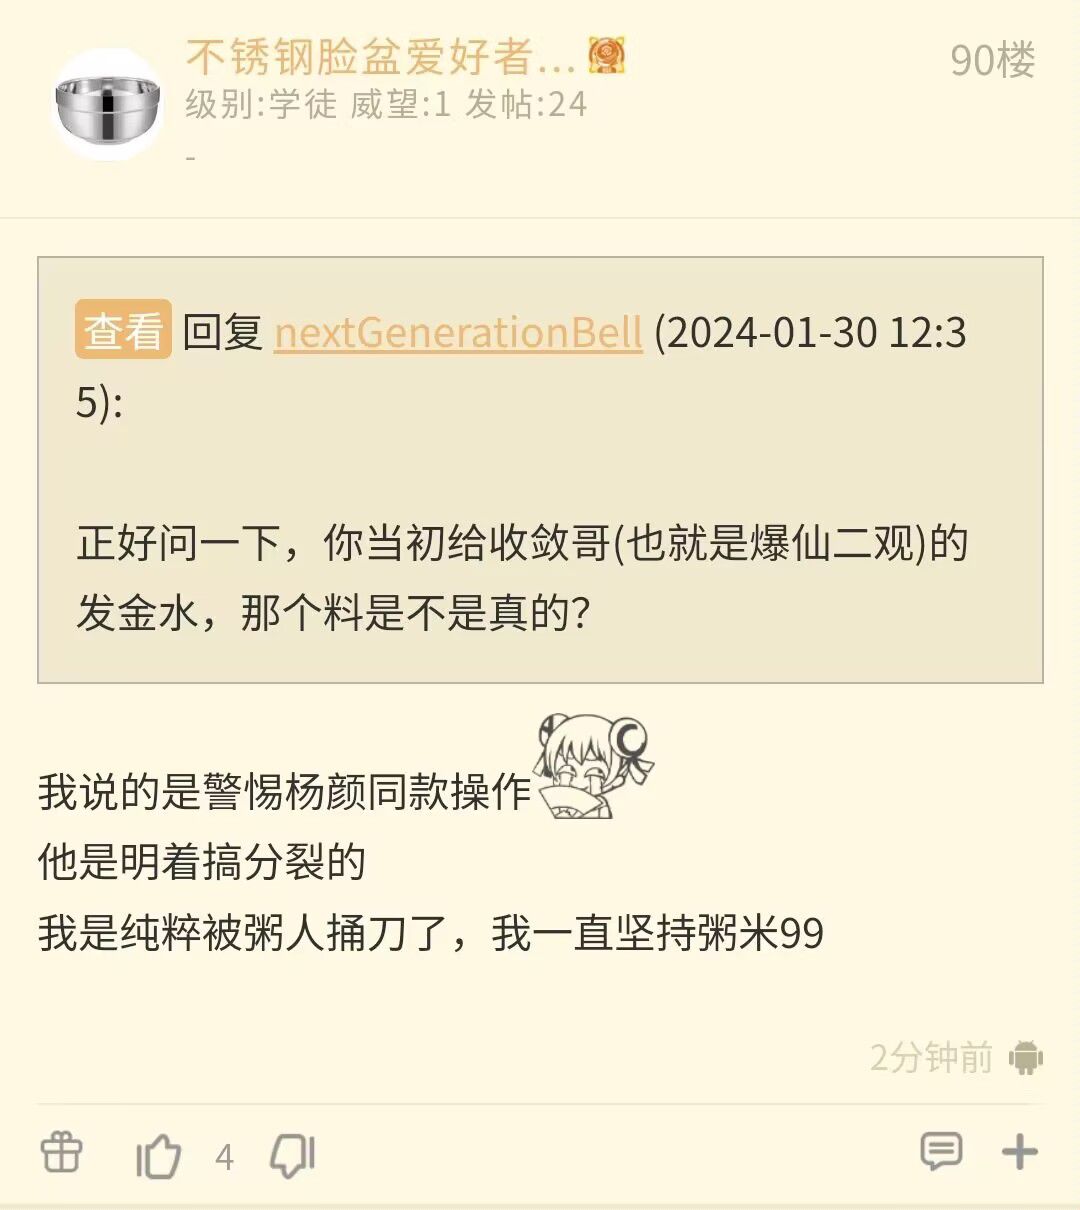 不锈钢脸盆爱好者...
90楼
级别:学徒 威望:1 发帖:24
-
查看 回复 nextGenerationBell (2024-01-30 12:3
5):
正好问一下，你当初给收敛哥(也就是爆仙二观)的
发金水，那个料是不是真的？
我说的是警惕杨颜同款操作
他是明着搞分裂的
我是纯粹被粥人捅刀了，我一直坚持粥米99
2分钟前
4